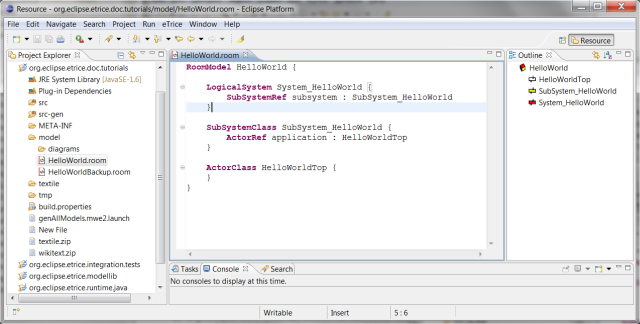 Resource - org.eclipse.etrice.doc.tutorials/model/HelloWorld.room - Eclipse Platform
File Edit Navigate Search Project Run eTrice Window Help
Resource
Project Explorer
org.eclipse.etrice.doc.tutorials
JRE System Library [JavaSE-1.6]
Plug-in Dependencies
src
src-gen
META-INF
model
diagrams
HelloWorld.room
HelloWorldBackup.room
textile
tmp
build.properties
genAllModels.mwe2.launch
New File
textile.zip
wikitext.zip
org.eclipse.etrice.integration.tests
org.eclipse.etrice.modellib
org.eclipse.etrice.runtime.java
HelloWorld.room
RoomModel HelloWorld {
LogicalSystem System_HelloWorld {
SubSystemRef subsystem : SubSystem_HelloWorld
}
SubSystemClass SubSystem_HelloWorld {
ActorRef application : HelloWorldTop
}
ActorClass HelloWorldTop {
}
}
Outline
HelloWorld
HelloWorldTop
SubSystem_HelloWorld
System_HelloWorld
Tasks Console Search
No consoles to display at this time.
Writable Insert 5 : 6